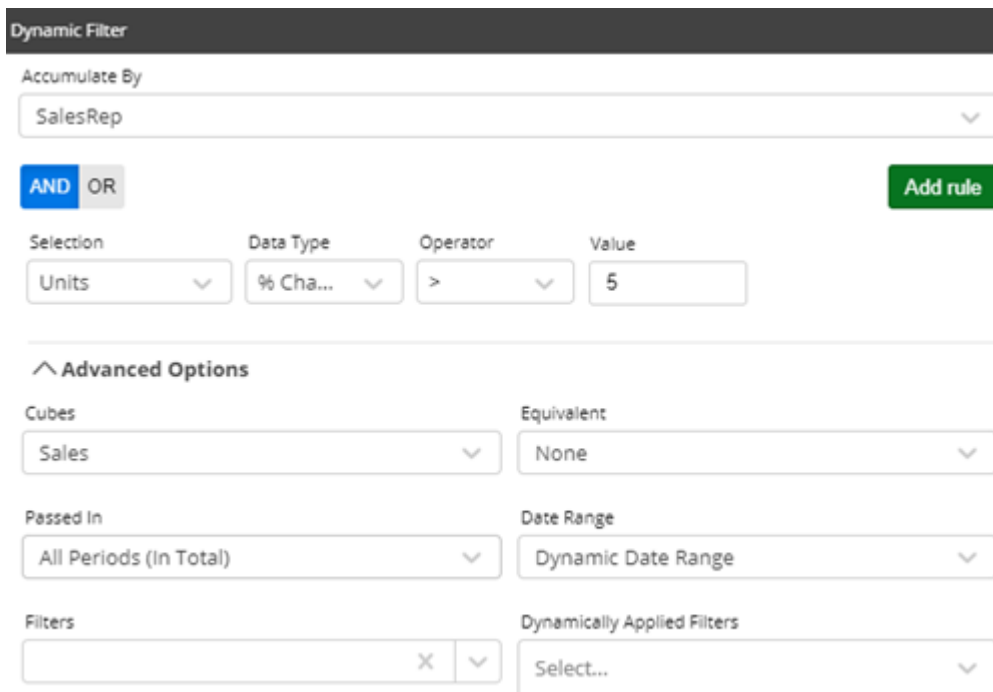 Dynamic Filter
Accumulate By
SalesRep
AND OR Add rule
Selection Data Type Operator Value
Units % Cha... > 5
Advanced Options
Cubes Equivalent
Sales None
Passed In Date Range
All Periods (In Total) Dynamic Date Range
Filters Dynamically Applied Filters
Select...